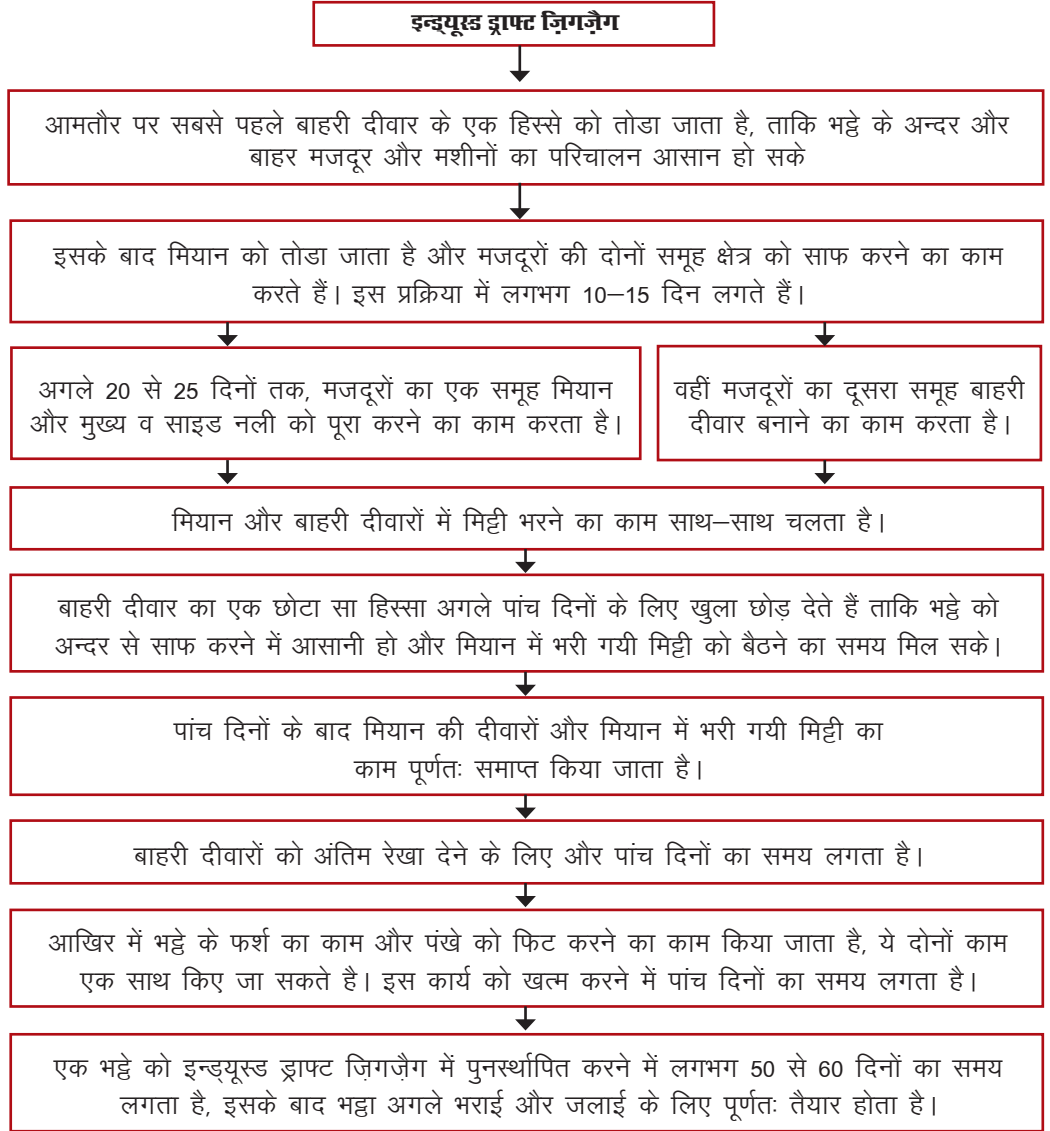 इन्ड्यूस्ड ड्राफ्ट ज़िगज़ैग
आमतौर पर सबसे पहले बाहरी दीवार के एक हिस्से को तोडा जाता है, ताकि भट्ठे के अन्दर और
बाहर मजदूर और मशीनों का परिचालन आसान हो सके
इसके बाद मियान को तोडा जाता है और मजदूरों की दोनों समूह क्षेत्र को साफ करने का काम
करते हैं। इस प्रक्रिया में लगभग 10–15 दिन लगते हैं।
अगले 20 से 25 दिनों तक, मजदूरों का एक समूह मियान
और मुख्य व साइड नली को पूरा करने का काम करता है।
वहीं मजदूरों का दूसरा समूह बाहरी
दीवार बनाने का काम करता है।
मियान और बाहरी दीवारों में मिट्टी भरने का काम साथ–साथ चलता है।
बाहरी दीवार का एक छोटा सा हिस्सा अगले पांच दिनों के लिए खुला छोड़ देते हैं ताकि भट्ठे को
अन्दर से साफ करने में आसानी हो और मियान में भरी गयी मिट्टी को बैठने का समय मिल सके।
पांच दिनों के बाद मियान की दीवारों और मियान में भरी गयी मिट्टी का
काम पूर्णतः समाप्त किया जाता है।
बाहरी दीवारों को अंतिम रेखा देने के लिए और पांच दिनों का समय लगता है।
आखिर में भट्ठे के फर्श का काम और पंखे को फिट करने का काम किया जाता है, ये दोनों काम
एक साथ किए जा सकते है। इस कार्य को खत्म करने में पांच दिनों का समय लगता है।
एक भट्ठे को इन्ड्यूस्ड ड्राफ्ट ज़िगज़ैग में पुनर्स्थापित करने में लगभग 50 से 60 दिनों का समय
लगता है, इसके बाद भट्ठा अगले भराई और जलाई के लिए पूर्णतः तैयार होता है।